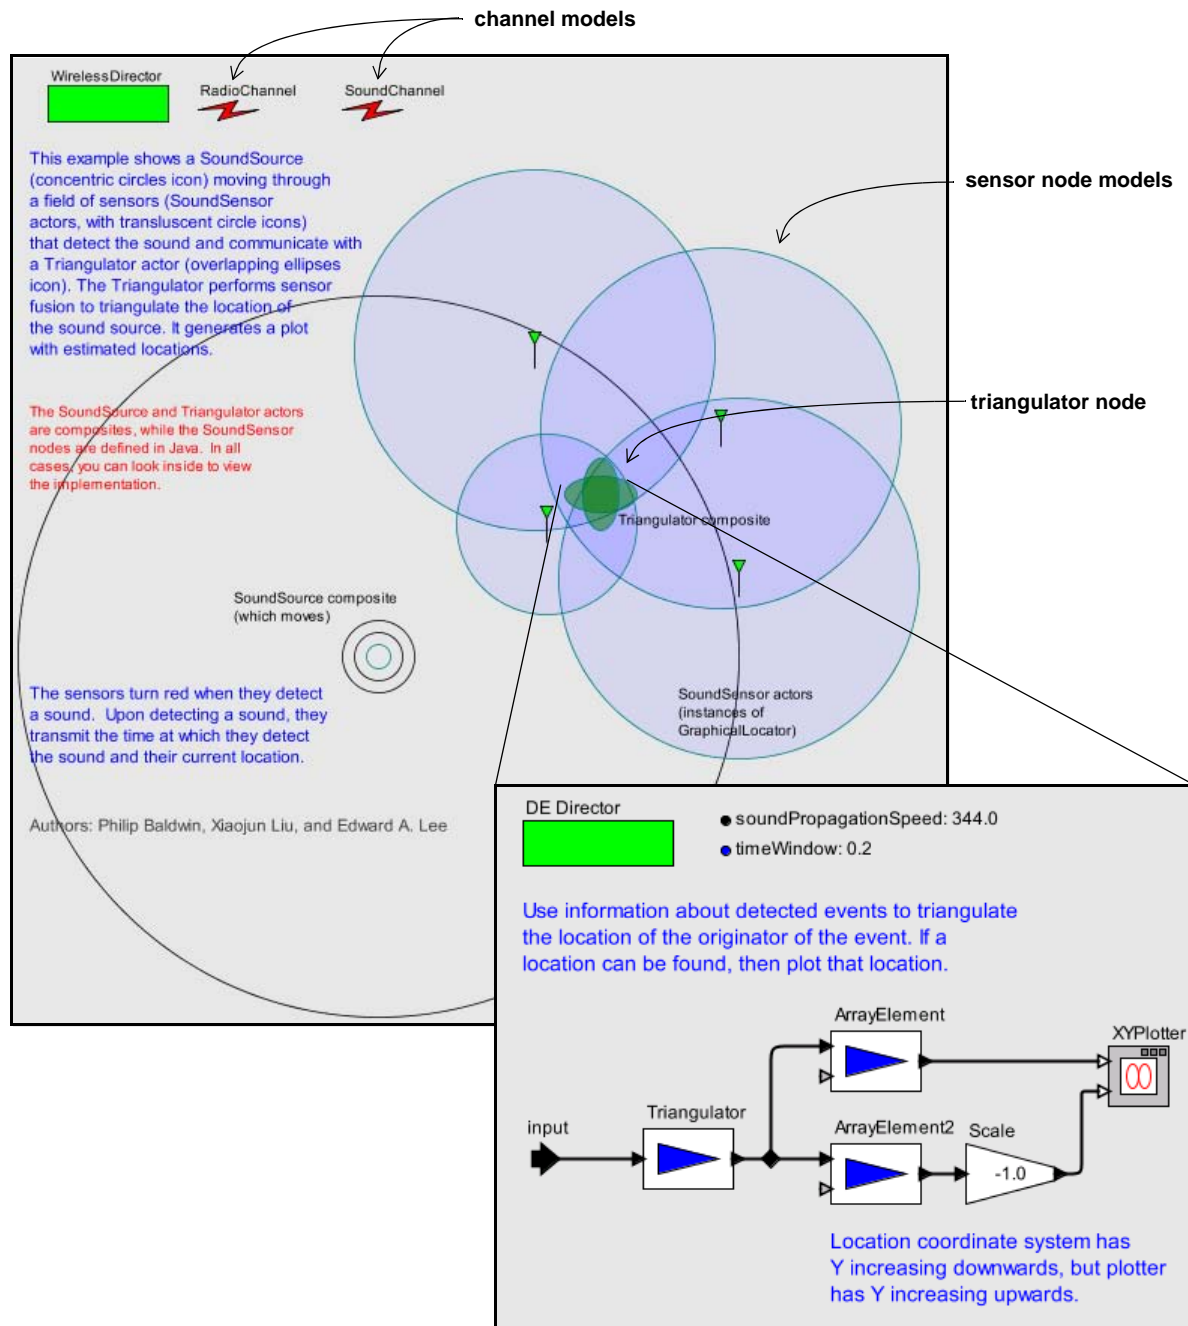 channel models
WirelessDirector
RadioChannel
SoundChannel
This example shows a SoundSource
(concentric circles icon) moving through
a field of sensors (SoundSensor
actors, with transluscent circle icons)
that detect the sound and communicate with
a Triangulator actor (overlapping ellipses
icon). The Triangulator performs sensor
fusion to triangulate the location of
the sound source. It generates a plot
with estimated locations.
sensor node models
The SoundSource and Triangulator actors
are composites, while the SoundSensor
nodes are defined in Java. In all
cases, you can look inside to view
the implementation.
triangulator node
Triangulator composite
SoundSource composite
(which moves)
The sensors turn red when they detect
a sound. Upon detecting a sound, they
transmit the time at which they detect
the sound and their current location.
SoundSensor actors
(instances of
GraphicalLocator)
Authors: Philip Baldwin, Xiaojun Liu, and Edward A. Lee
DE Director
soundPropagationSpeed: 344.0
timeWindow: 0.2
Use information about detected events to triangulate
the location of the originator of the event. If a
location can be found, then plot that location.
ArrayElement
XYPlotter
input
Triangulator
ArrayElement2
Scale
-1.0
Location coordinate system has
Y increasing downwards, but plotter
has Y increasing upwards.